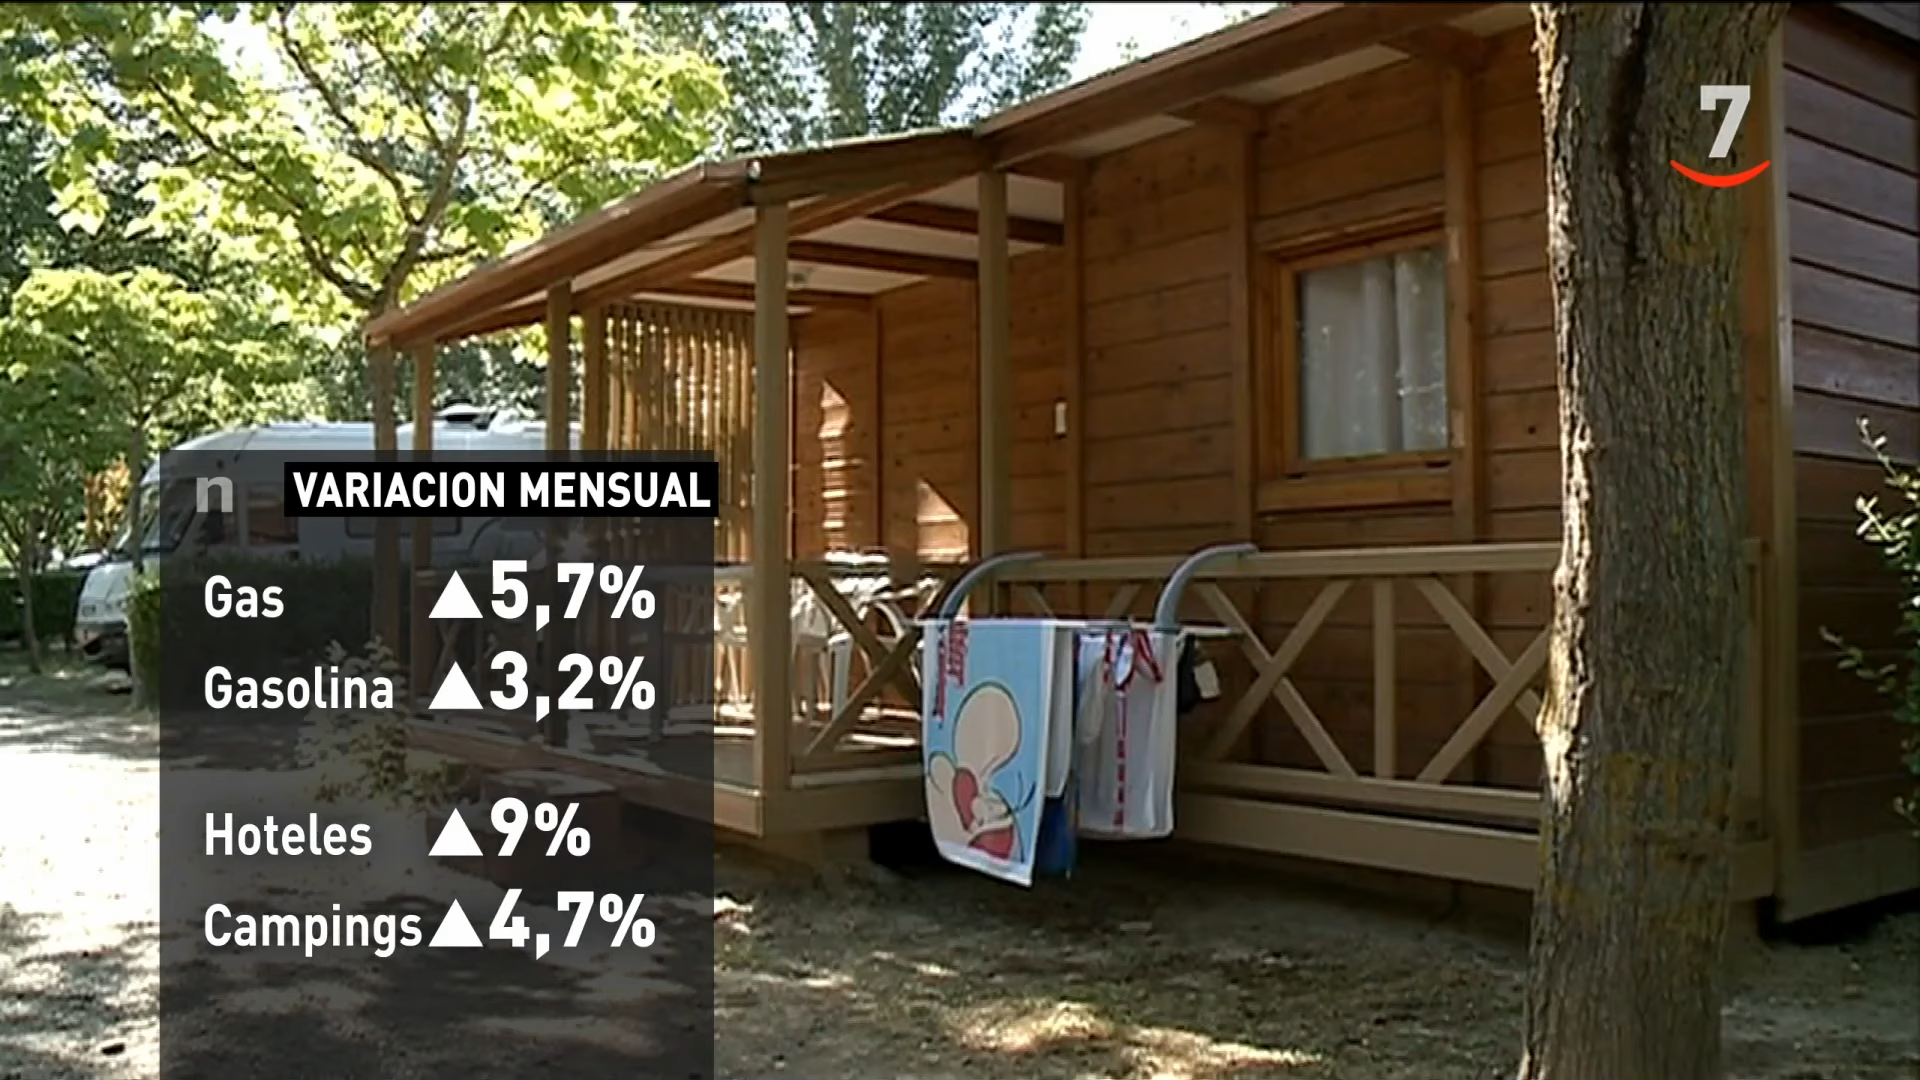 7
n VARIACION MENSUAL
Gas ▲5,7%
Gasolina ▲3,2%
Hoteles ▲9%
Campings ▲4,7%